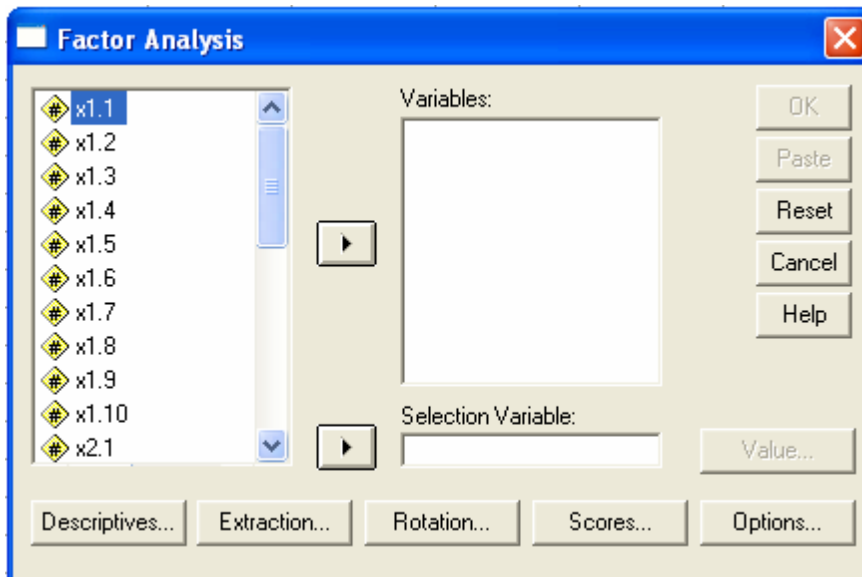 Factor Analysis
x1.1
x1.2
x1.3
x1.4
x1.5
x1.6
x1.7
x1.8
x1.9
x1.10
x2.1
Variables:
Selection Variable:
OK
Paste
Reset
Cancel
Help
Value...
Descriptives...
Extraction...
Rotation...
Scores...
Options...